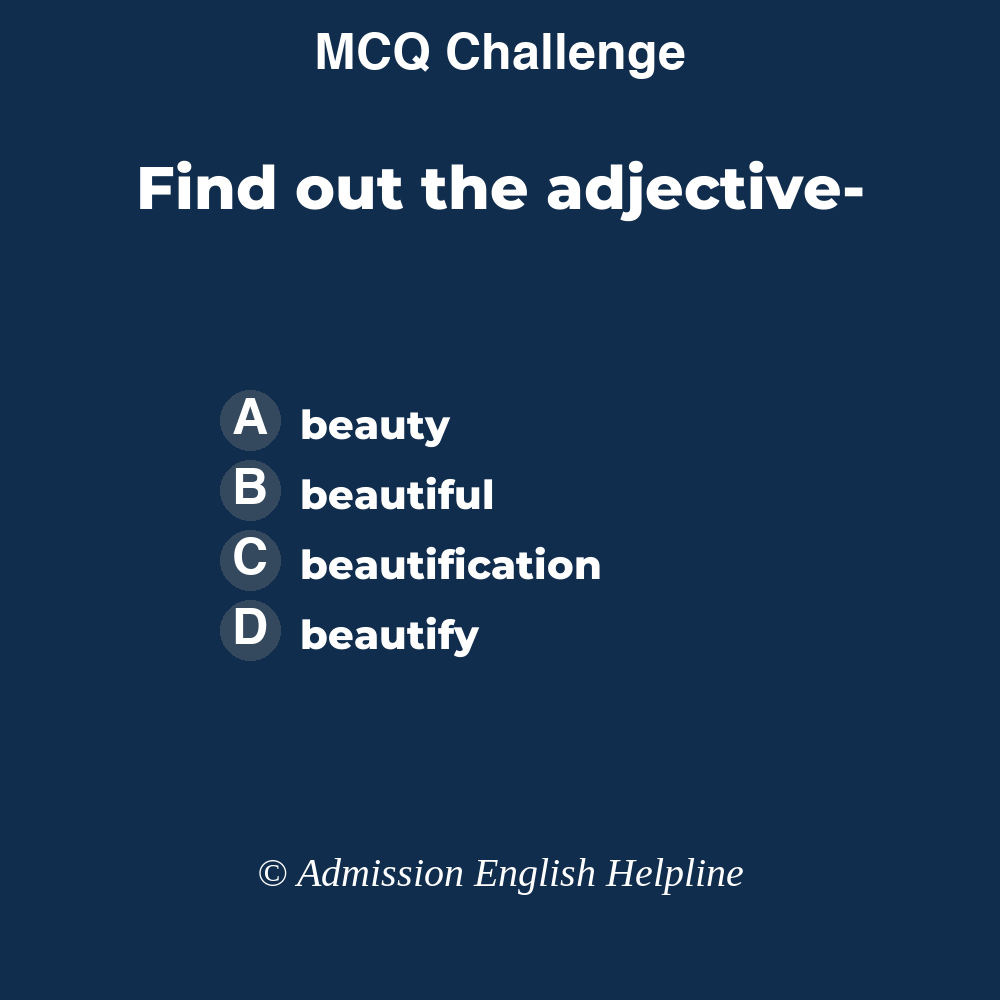 MCQ Challenge
Find out the adjective-
A beauty
B beautiful
C beautification
D beautify
© Admission English Helpline